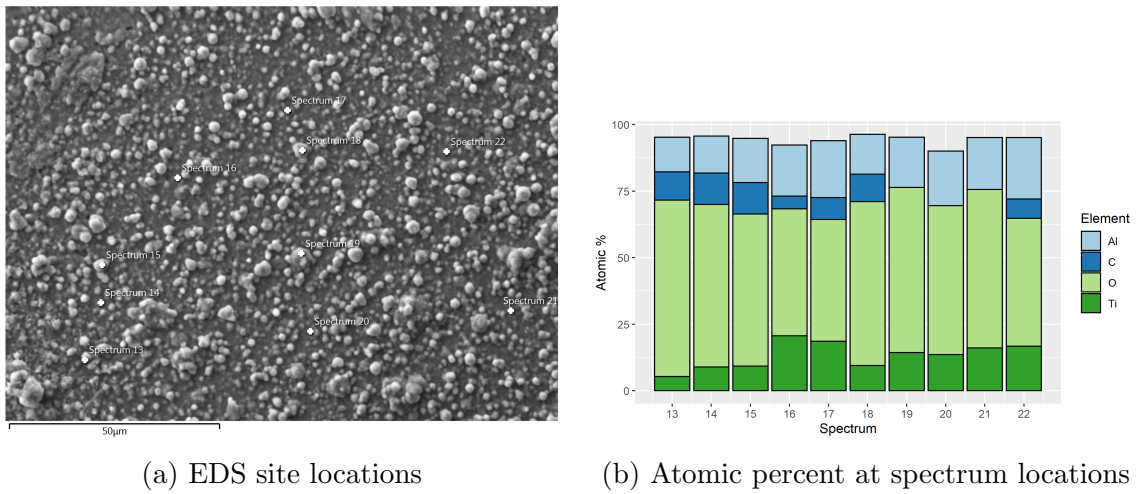 Spectrum 17
Spectrum 18
Spectrum 22
Spectrum 16
Spectrum 19
Spectrum 15
Spectrum 14
Spectrum 21
Spectrum 20
Spectrum 13
50μm
(a) EDS site locations
100
75
50
25
0
Atomic %
13 14 15 16 17 18 19 20 21 22
Spectrum
Element
Al
C
O
Ti
(b) Atomic percent at spectrum locations